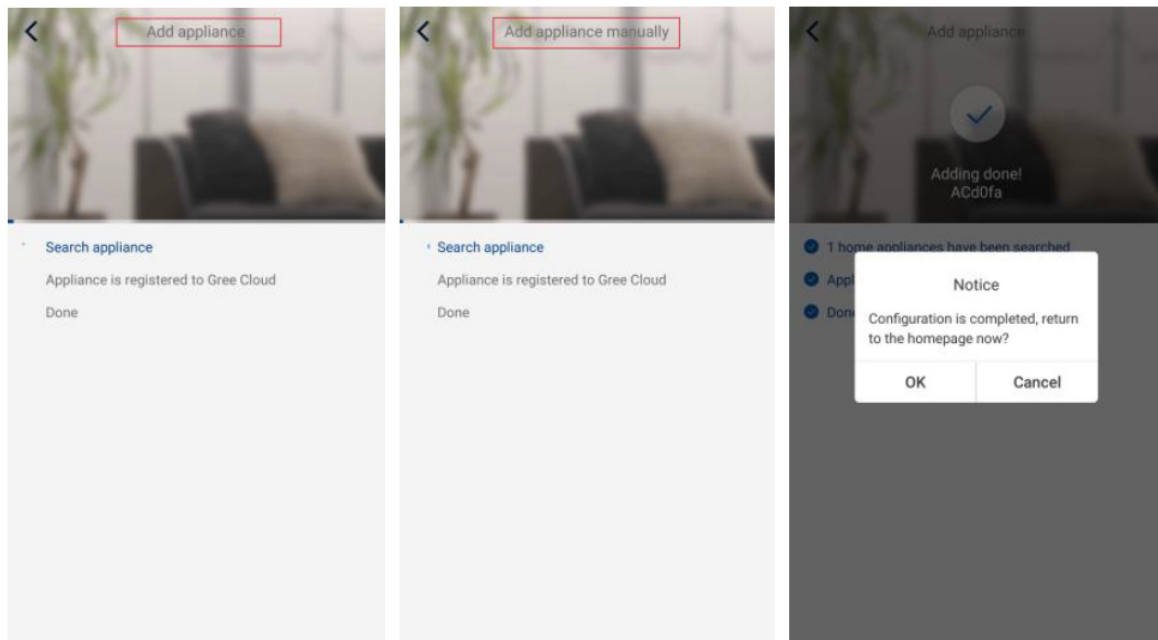 Add appliance
Search appliance
Appliance is registered to Gree Cloud
Done
Add appliance manually
Search appliance
Appliance is registered to Gree Cloud
Done
Add appliance
Adding done!
ACd0fa
1 home appliances have been searched
Appl
Done
Notice
Configuration is completed, return
to the homepage now?
OK
Cancel